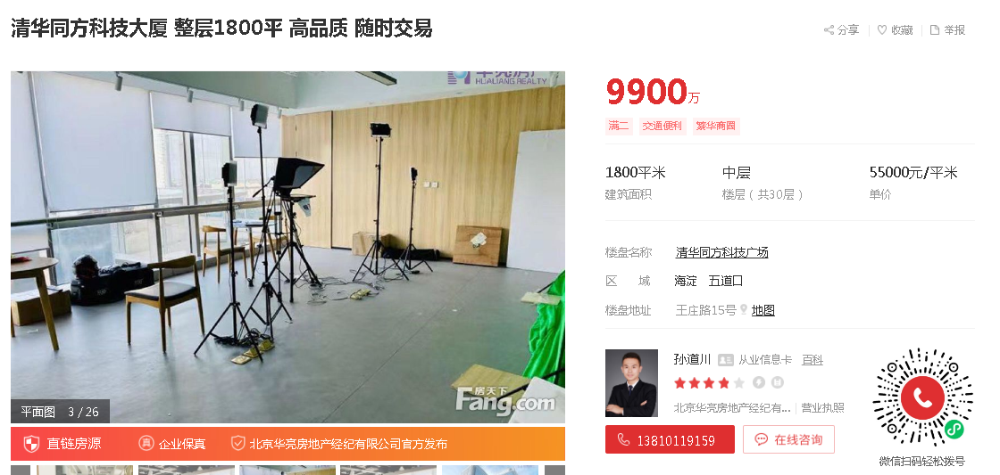 清华同方科技大厦 整层1800平 高品质 随时交易
分享 收藏 举报
华亮房产
HUALIANG REALTY
9900万
满二 交通便利 繁华商圈
1800平米 中层 55000元/平米
建筑面积 楼层（共30层） 单价
楼盘名称 清华同方科技广场
区 域 海淀 五道口
楼盘地址 王庄路15号 地图
孙道川 从业信息卡 百科
北京华亮房地产经纪有... 营业执照
13810119159 在线咨询
微信扫码轻松拨号
房天下
Fang.com
平面图 3 / 26
直链房源 企业保真 北京华亮房地产经纪有限公司官方发布